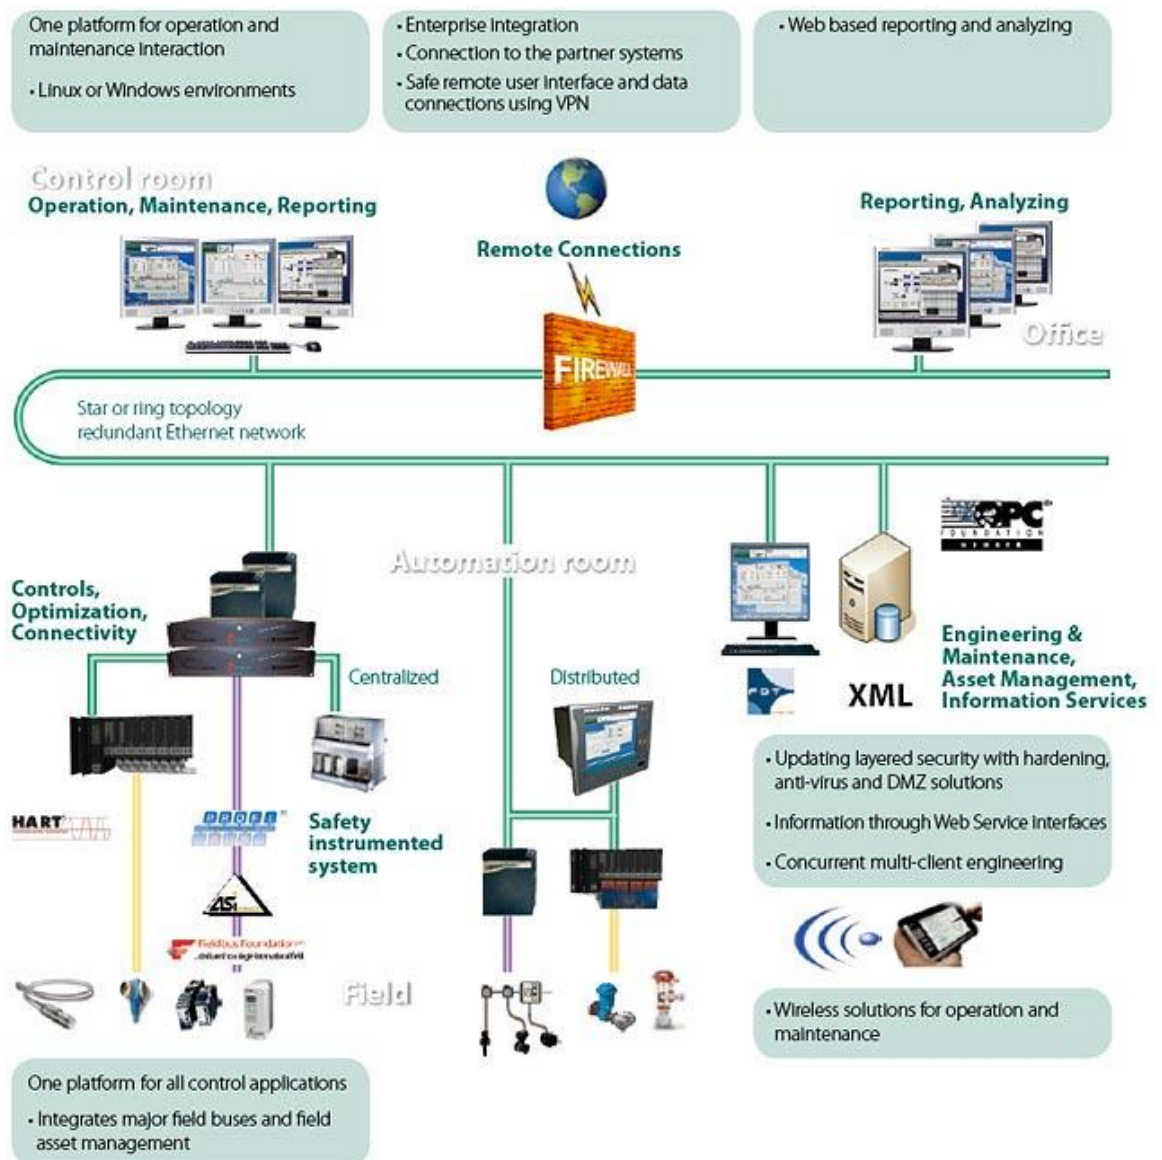 One platform for operation and
maintenance interaction
• Linux or Windows environments
• Enterprise integration
• Connection to the partner systems
• Safe remote user interface and data
connections using VPN
• Web based reporting and analyzing
Control room
Operation, Maintenance, Reporting
Remote Connections
Reporting, Analyzing
Office
FIREWALL
Star or ring topology
redundant Ethernet network
Automation room
OPC
FOUNDATION
MEMBER
Controls,
Optimization,
Connectivity
Centralized
Distributed
Engineering &
Maintenance,
Asset Management,
Information Services
FDT
XML
HART
Safety
instrumented
system
• Updating layered security with hardening,
anti-virus and DMZ solutions
• Information through Web Service interfaces
• Concurrent multi-client engineering
Fieldbus Foundation
Field
• Wireless solutions for operation and
maintenance
One platform for all control applications
• Integrates major field buses and field
asset management